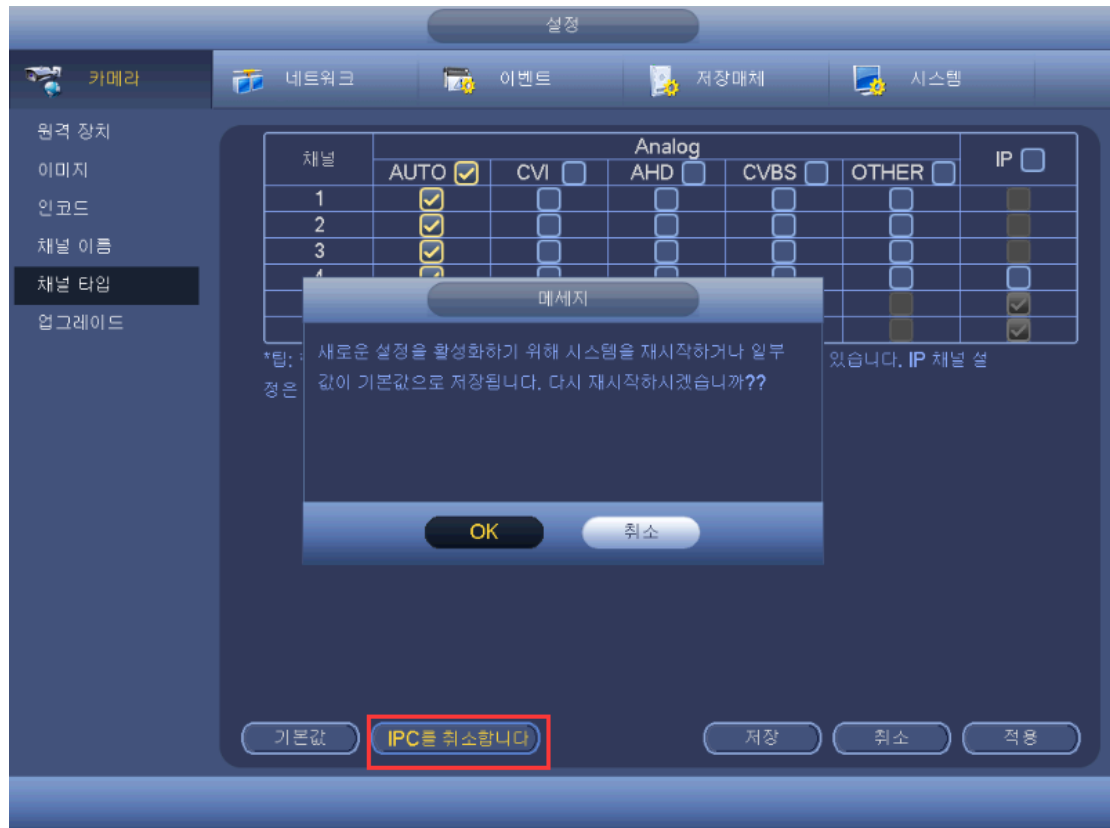 설정
카메라 네트워크 이벤트 저장매체 시스템
원격 장치
이미지
인코드
채널 이름
채널 타입
업그레이드
채널 Analog IP
AUTO CVI AHD CVBS OTHER
1
2
3
4
메세지
새로운 설정을 활성화하기 위해 시스템을 재시작하거나 일부
값이 기본값으로 저장됩니다. 다시 재시작하시겠습니까??
*팁: 있습니다. IP 채널 설
정은
OK 취소
기본값 IPC를 취소합니다 저장 취소 적용